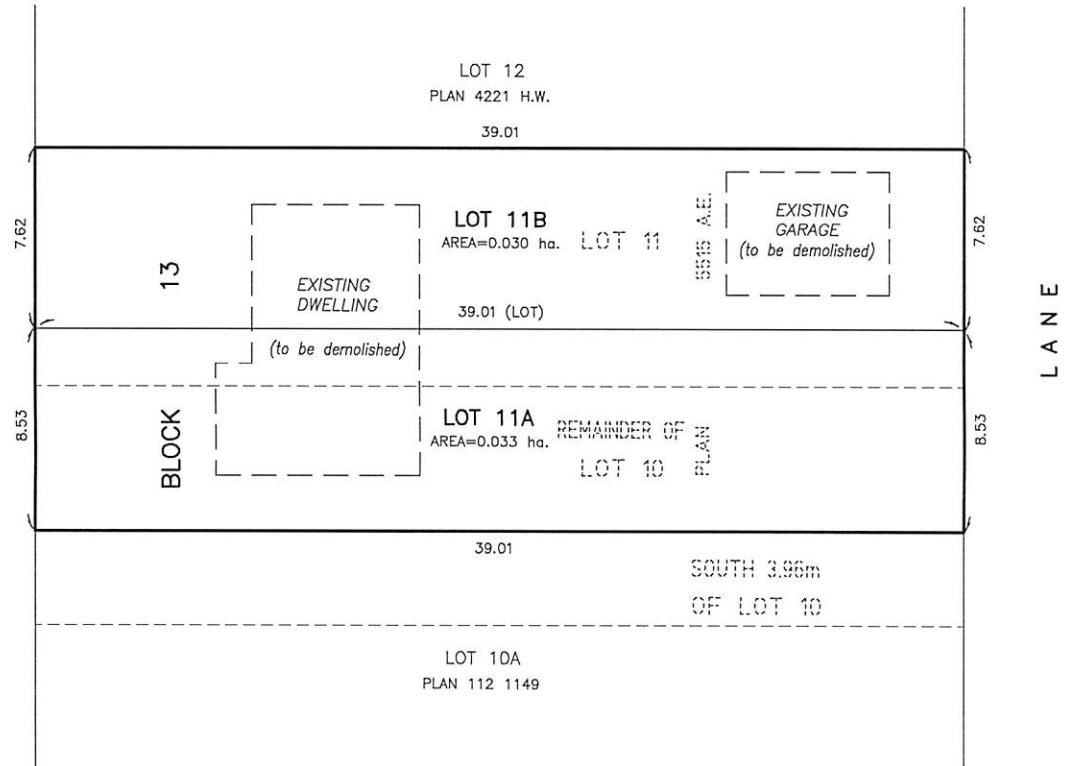 LOT 12
PLAN 4221 H.W.
39.01
7.62
13
LOT 11B
AREA=0.030 ha.
LOT 11
5515 A.E.
EXISTING
GARAGE
(to be demolished)
7.62
EXISTING
DWELLING
(to be demolished)
39.01 (LOT)
LANE
8.53
BLOCK
LOT 11A
AREA=0.033 ha.
REMAINDER OF
LOT 10
PLAN
8.53
39.01
SOUTH 3.96m
OF LOT 10
LOT 10A
PLAN 112 1149